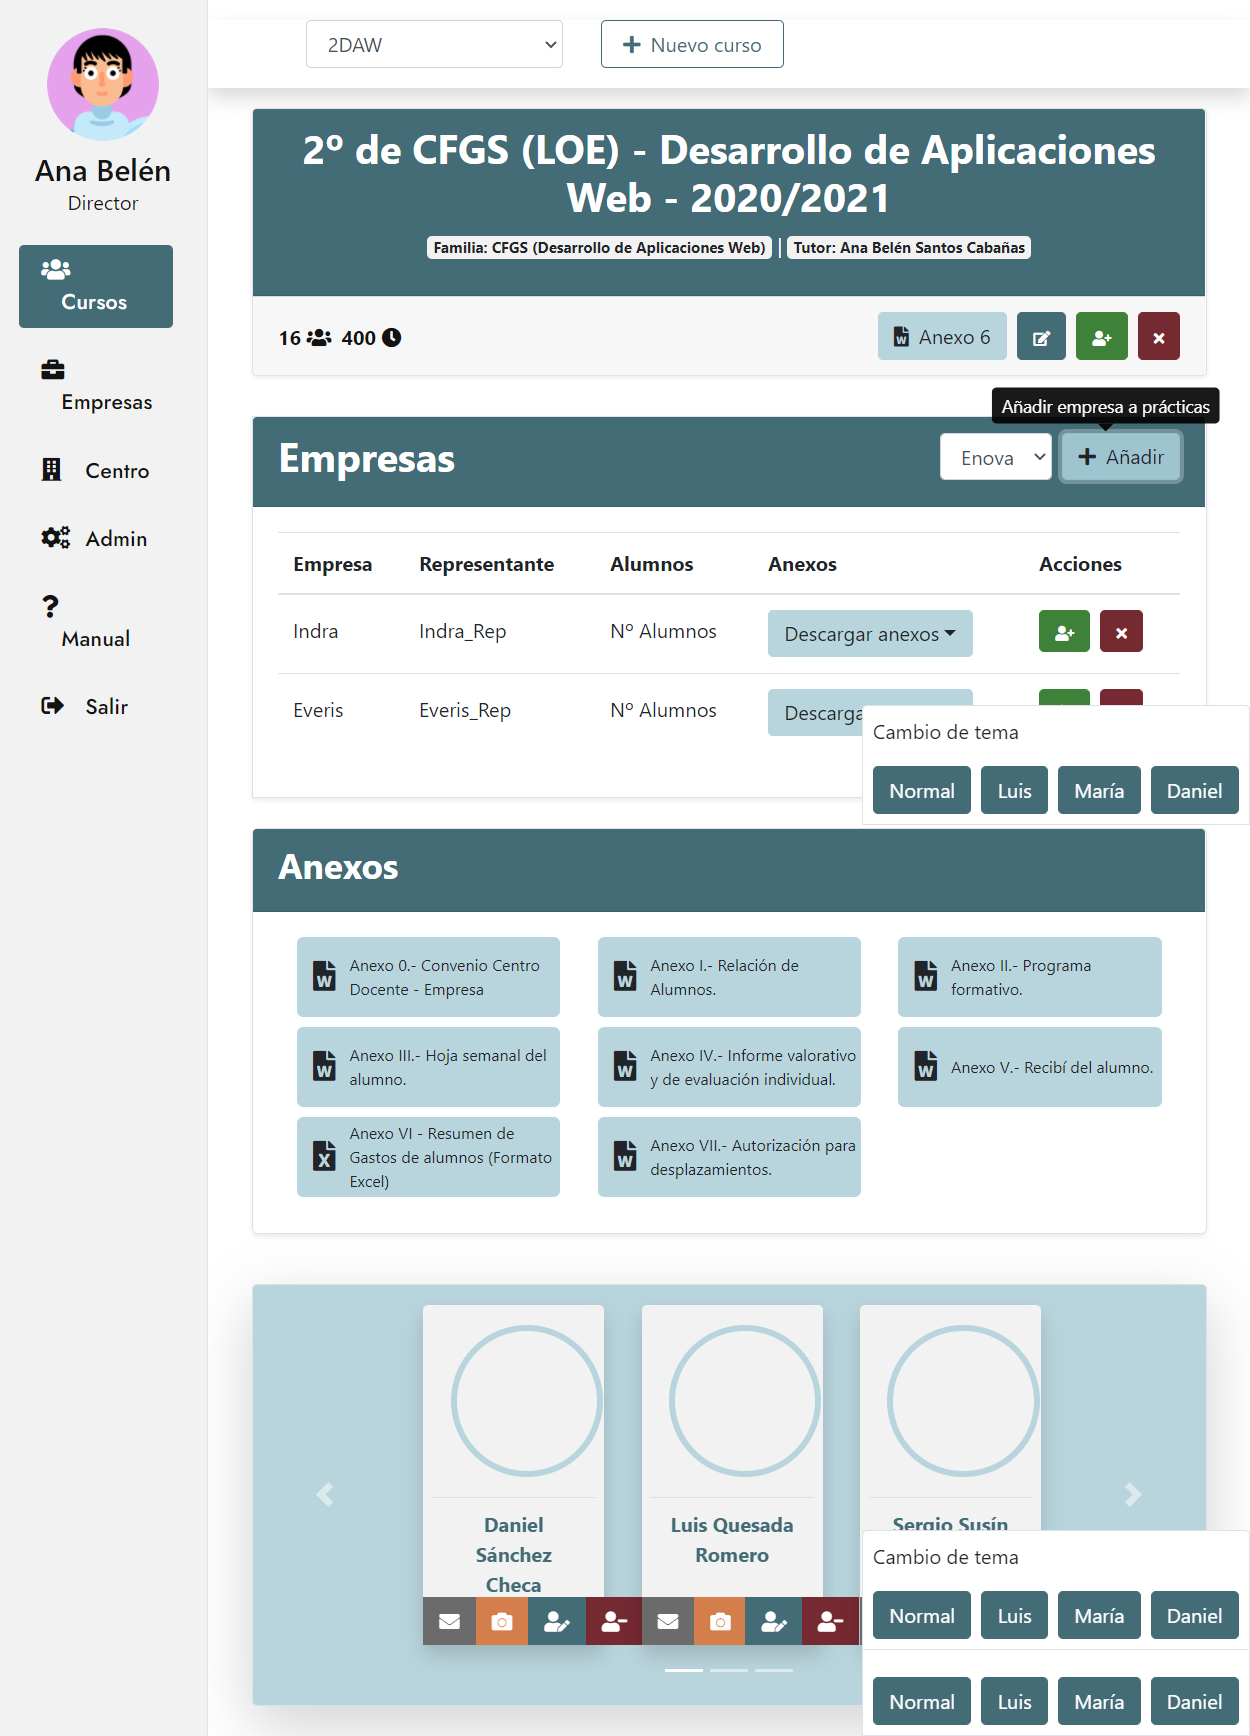 2DAW
Nuevo curso
Ana Belén
Director
Cursos
Empresas
Centro
Admin
Manual
Salir
2º de CFGS (LOE) - Desarrollo de Aplicaciones
Web - 2020/2021
Familia: CFGS (Desarrollo de Aplicaciones Web) | Tutor: Ana Belén Santos Cabañas
16 400
Anexo 6
Añadir empresa a prácticas
Empresas
Enova
Añadir
Empresa Representante Alumnos Anexos Acciones
Indra Indra_Rep Nº Alumnos Descargar anexos
Everis Everis_Rep Nº Alumnos Descarga
Cambio de tema
Normal Luis María Daniel
Anexos
Anexo 0.- Convenio Centro
Docente - Empresa
Anexo I.- Relación de
Alumnos.
Anexo II.- Programa
formativo.
Anexo III.- Hoja semanal del
alumno.
Anexo IV.- Informe valorativo
y de evaluación individual.
Anexo V.- Recibí del alumno.
Anexo VI - Resumen de
Gastos de alumnos (Formato
Excel)
Anexo VII.- Autorización para
desplazamientos.
Daniel
Sánchez
Checa
Luis Quesada
Romero
Sergio Susín
Cambio de tema
Normal Luis María Daniel
Normal Luis María Daniel